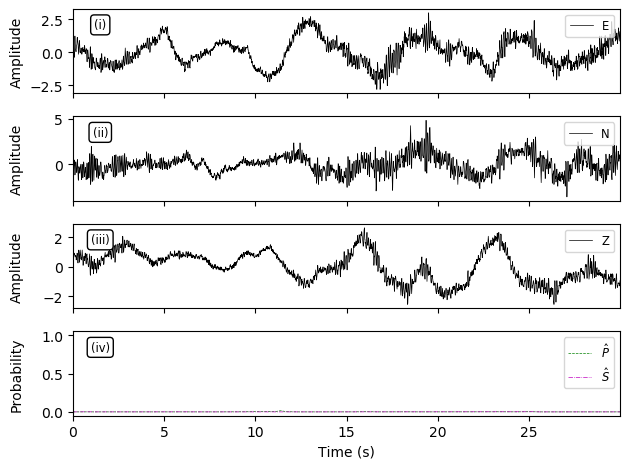 (i)
E
Amplitude
2.5
0.0
−2.5
(ii)
N
Amplitude
5
0
(iii)
Z
Amplitude
2
0
−2
(iv)
P̂
Ŝ
Probability
1.0
0.5
0.0
0 5 10 15 20 25
Time (s)